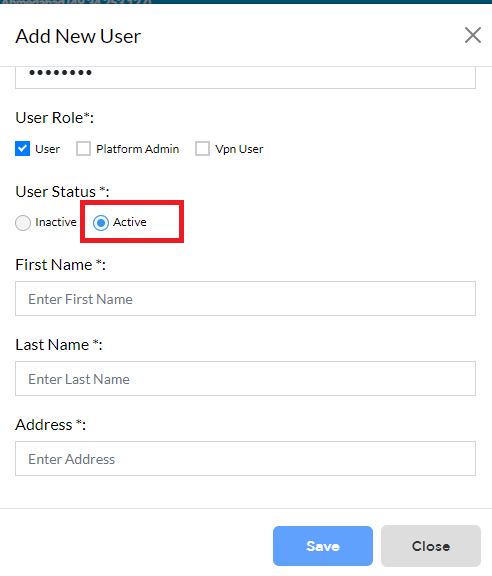 Add New User
••••••••
User Role*:
User Platform Admin Vpn User
User Status *:
Inactive Active
First Name *:
Enter First Name
Last Name *:
Enter Last Name
Address *:
Enter Address
Save Close